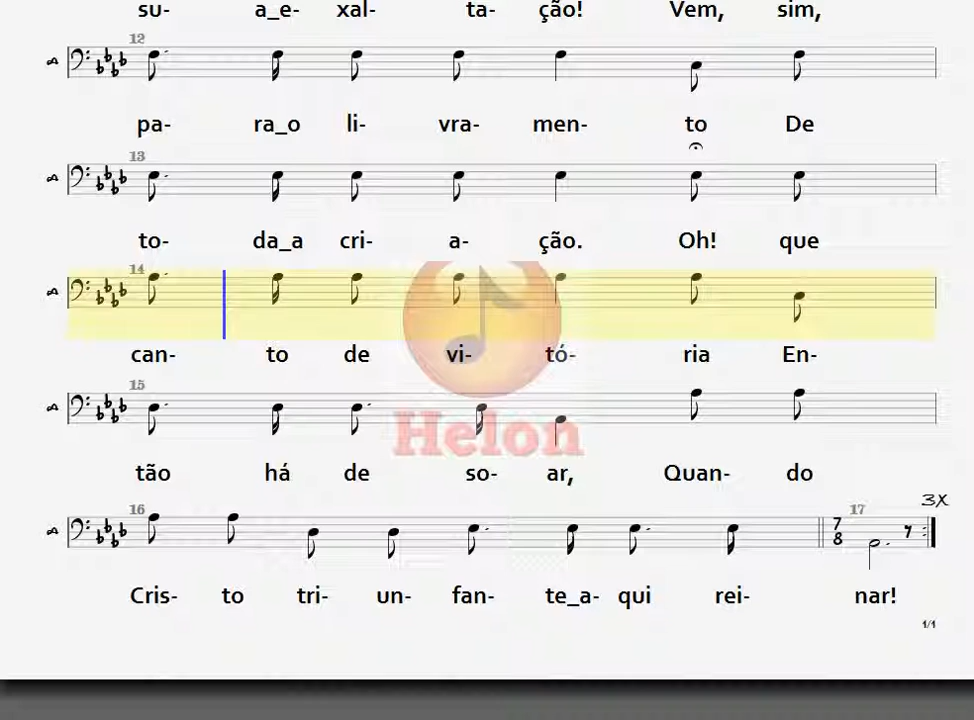 su- a_e- xal- ta- ção! Vem, sim,
12
pa- ra_o li- vra- men- to De
13
to- da_a cri- a- ção. Oh! que
14
can- to de vi- tó- ria En-
15
Helon
tão há de so- ar, Quan- do
16 17 3X
7 8
Cris- to tri- un- fan- te_a- qui rei- nar!
1/1